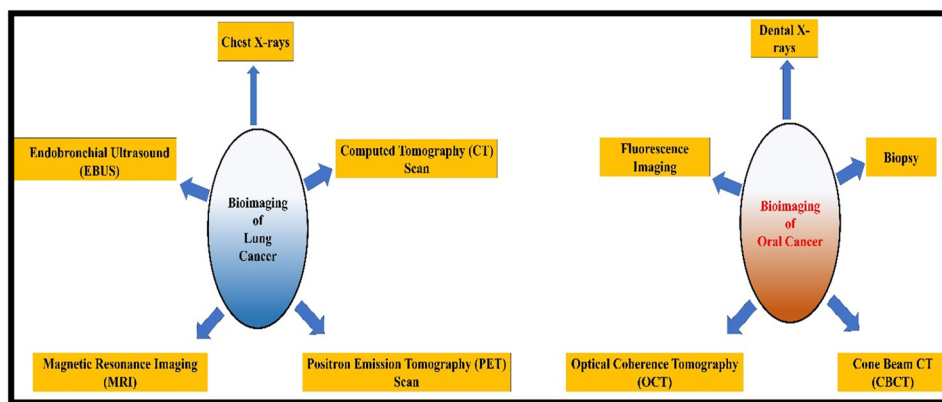 Chest X-rays
Endobronchial Ultrasound
(EBUS)
Computed Tomography (CT)
Scan
Bioimaging
of
Lung
Cancer
Magnetic Resonance Imaging
(MRI)
Positron Emission Tomography (PET)
Scan
Dental X-
rays
Fluorescence
Imaging
Biopsy
Bioimaging
of
Oral Cancer
Optical Coherence Tomography
(OCT)
Cone Beam CT
(CBCT)